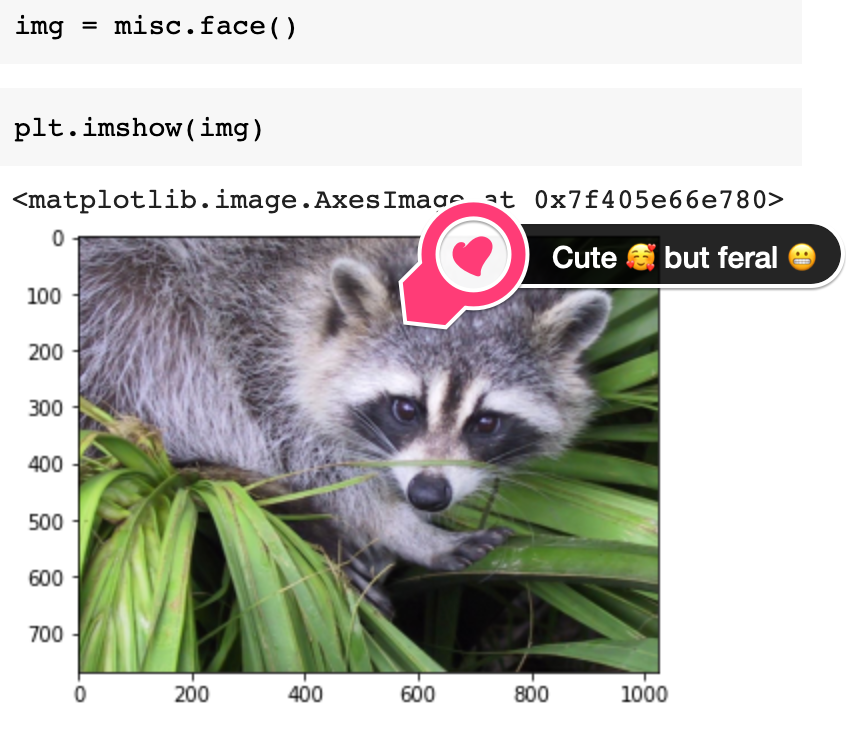 img = misc.face()
plt.imshow(img)
<matplotlib.image.AxesImage at 0x7f405e66e780>
Cute 🥰 but feral 😬
0
100
200
300
400
500
600
700
0 200 400 600 800 1000